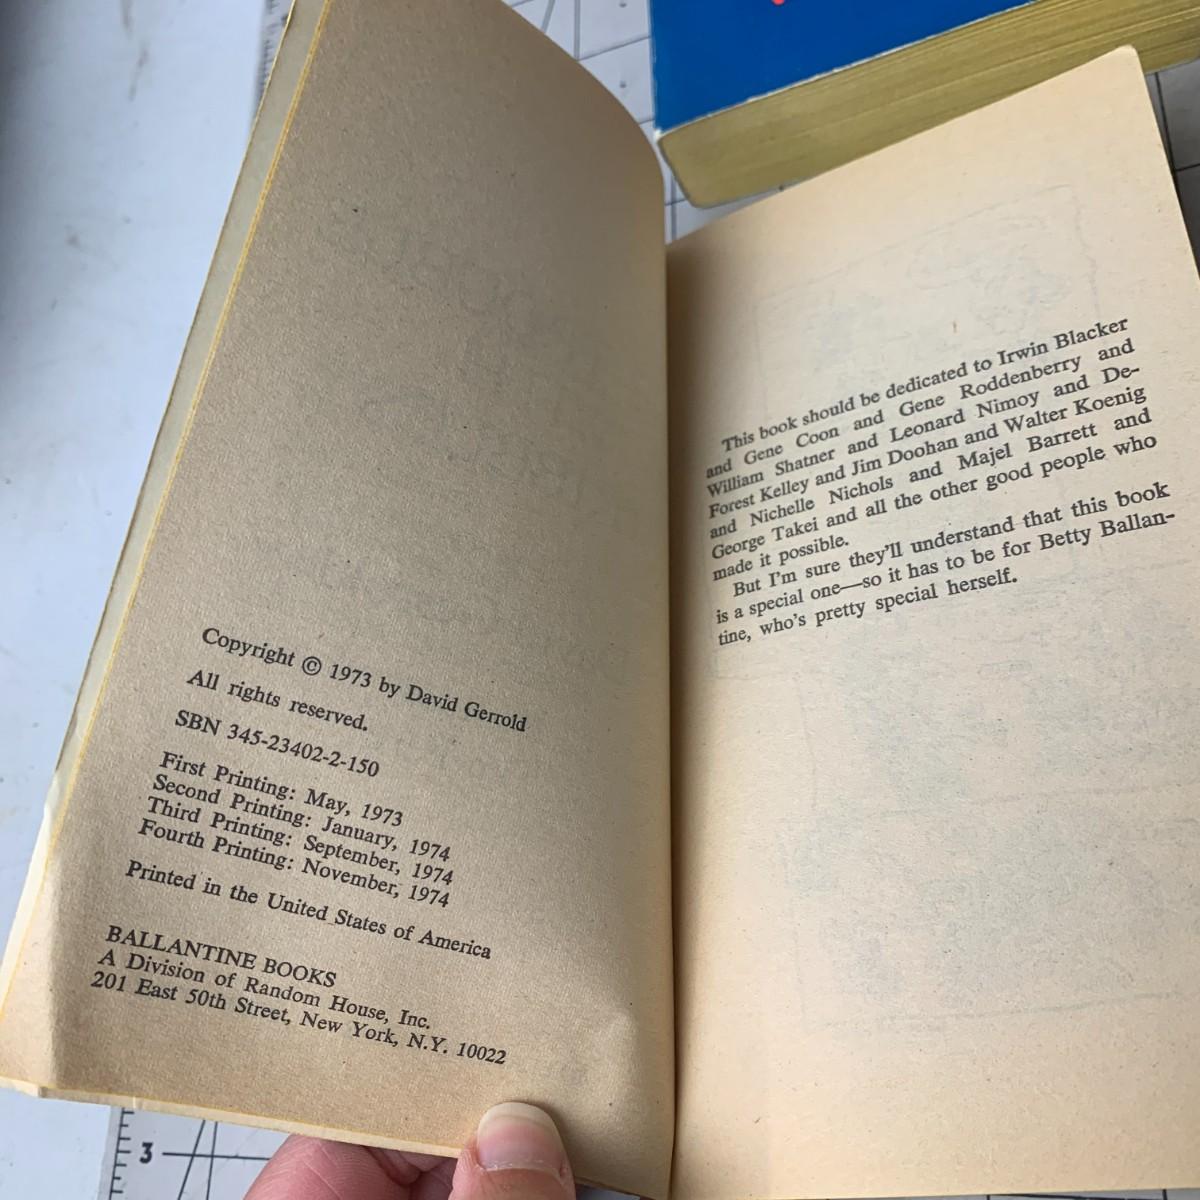 Copyright © 1973 by David Gerrold
All rights reserved.
SBN 345-23402-2-150
First Printing: May, 1973
Second Printing: January, 1974
Third Printing: September, 1974
Fourth Printing: November, 1974
Printed in the United States of America
BALLANTINE BOOKS
A Division of Random House, Inc.
201 East 50th Street, New York, N.Y. 10022
This book should be dedicated to Irwin Blacker
and Gene Coon and Gene Roddenberry and
William Shatner and Leonard Nimoy and De-
Forest Kelley and Jim Doohan and Walter Koenig
and Nichelle Nichols and Majel Barrett and
George Takei and all the other good people who
made it possible.
But I'm sure they'll understand that this book
is a special one—so it has to be for Betty Ballan-
tine, who's pretty special herself.
3